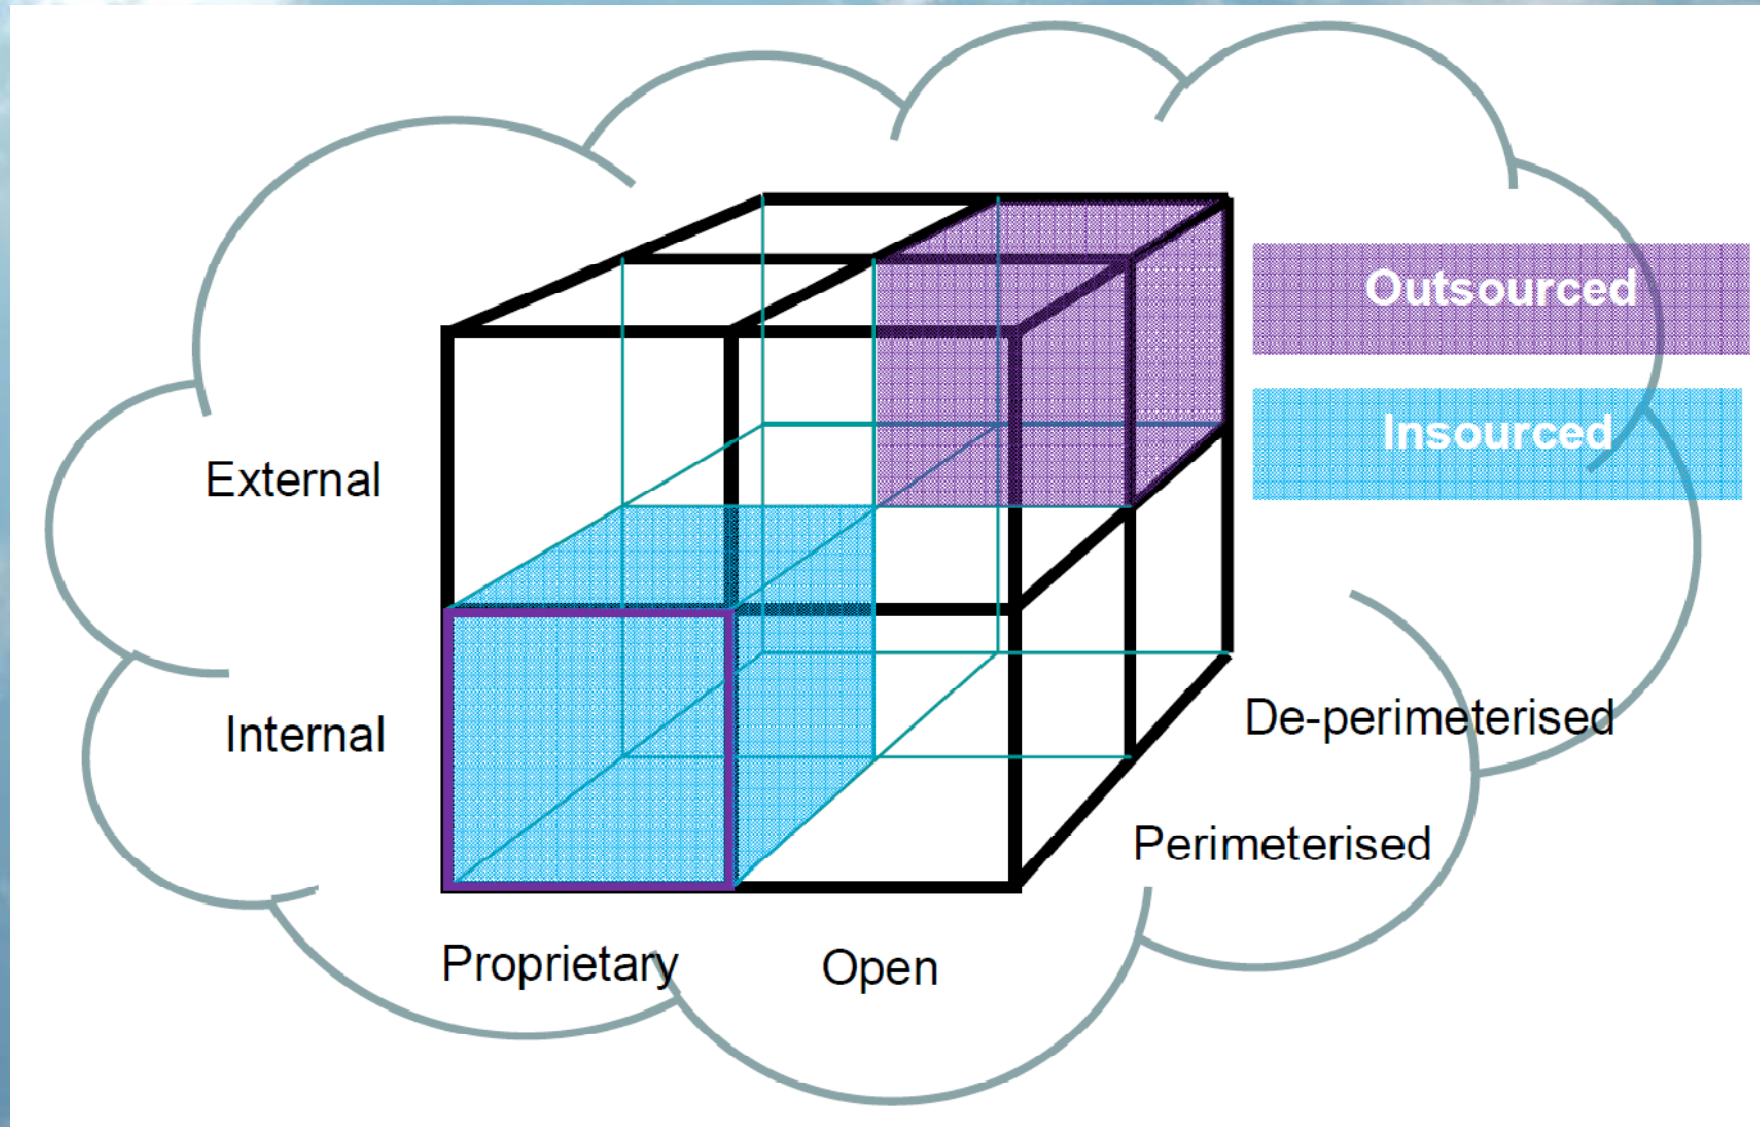 Outsourced
Insourced
External
Internal
De-perimeterised
Perimeterised
Proprietary
Open